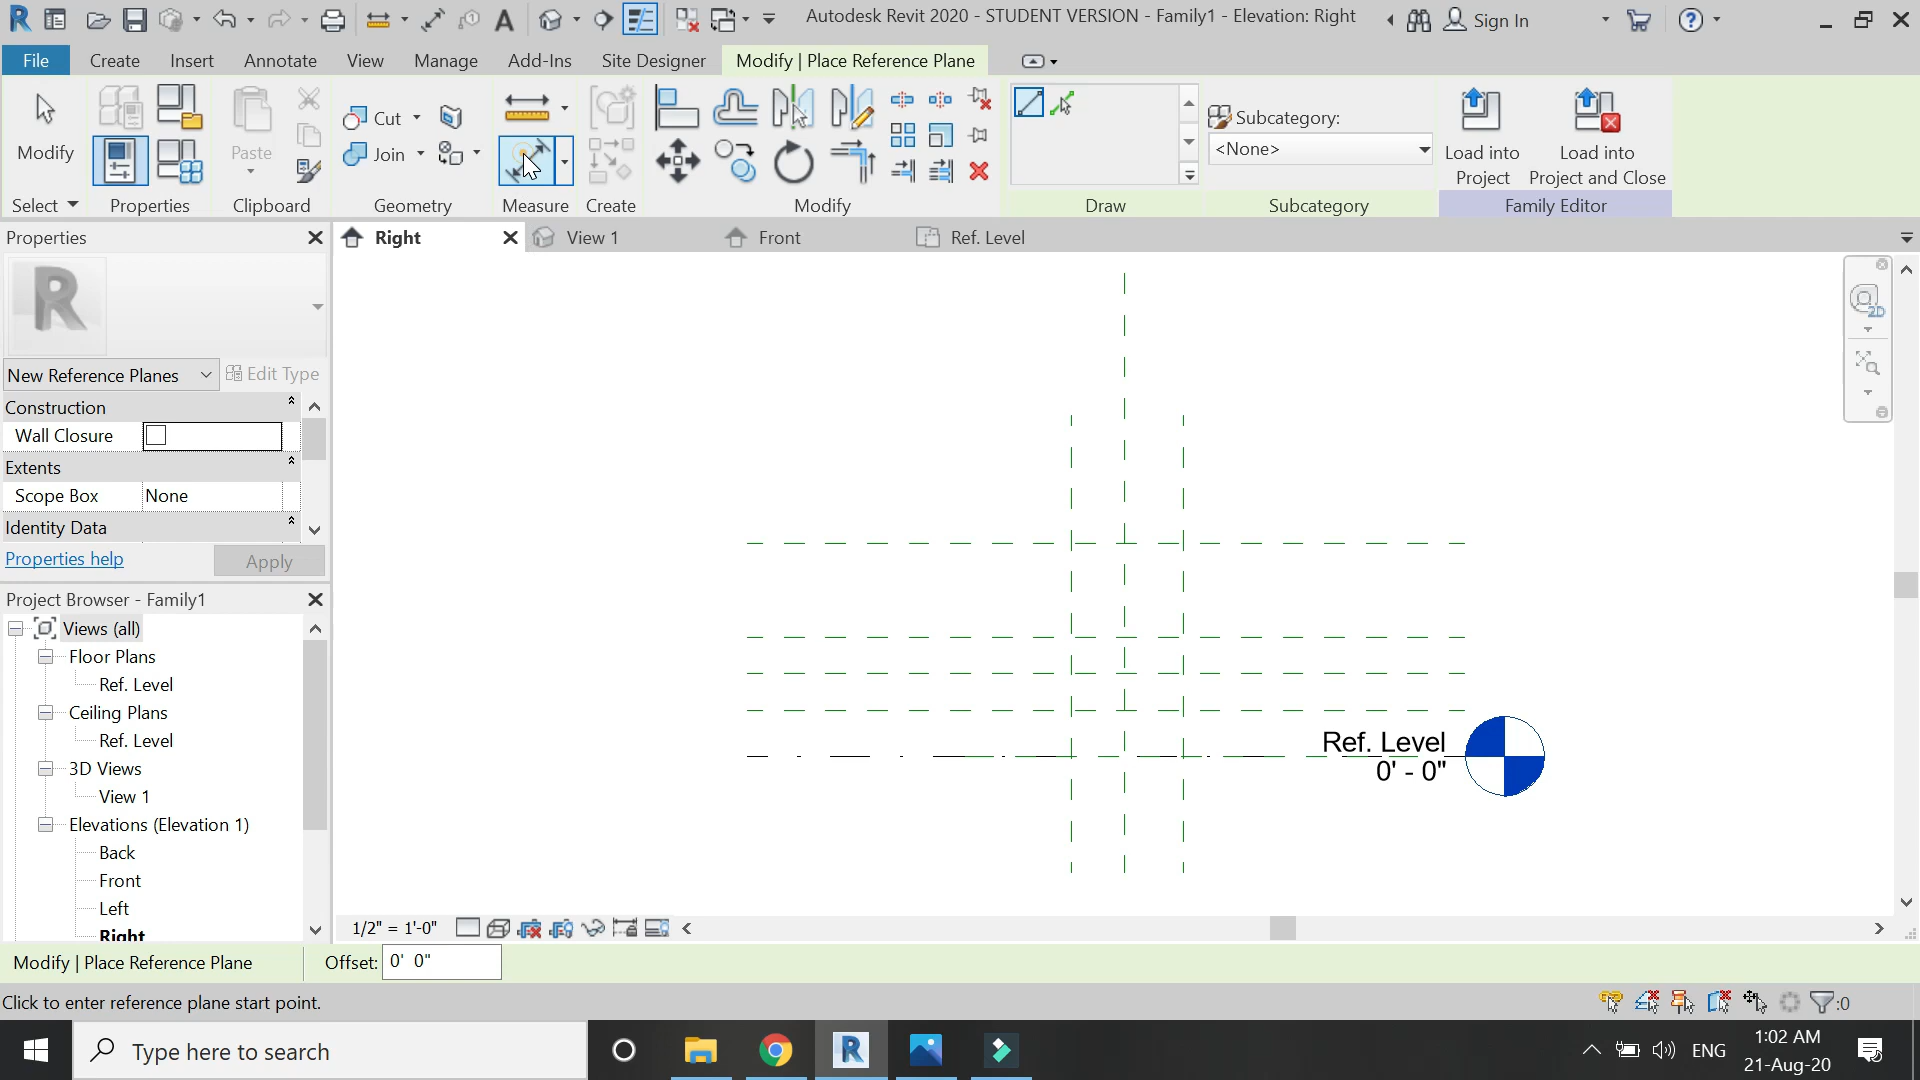 Autodesk Revit 2020 - STUDENT VERSION - Family1 - Elevation: Right
Sign In
File Create Insert Annotate View Manage Add-Ins Site Designer Modify | Place Reference Plane
Modify
Paste
Cut
Join
Subcategory:
<None>
Load into
Project
Load into
Project and Close
Select Properties Clipboard Geometry Measure Create Modify Draw Subcategory Family Editor
Properties
Right
View 1
Front
Ref. Level
R
New Reference Planes
Edit Type
Construction
Wall Closure
Extents
Scope Box None
Identity Data
Properties help
Apply
Project Browser - Family1
Views (all)
Floor Plans
Ref. Level
Ceiling Plans
Ref. Level
3D Views
View 1
Elevations (Elevation 1)
Back
Front
Left
Right
2D
Ref. Level
0' - 0"
1/2" = 1'-0"
Modify | Place Reference Plane
Offset: 0' 0"
Click to enter reference plane start point.
:0
Type here to search
ENG
1:02 AM
21-Aug-20